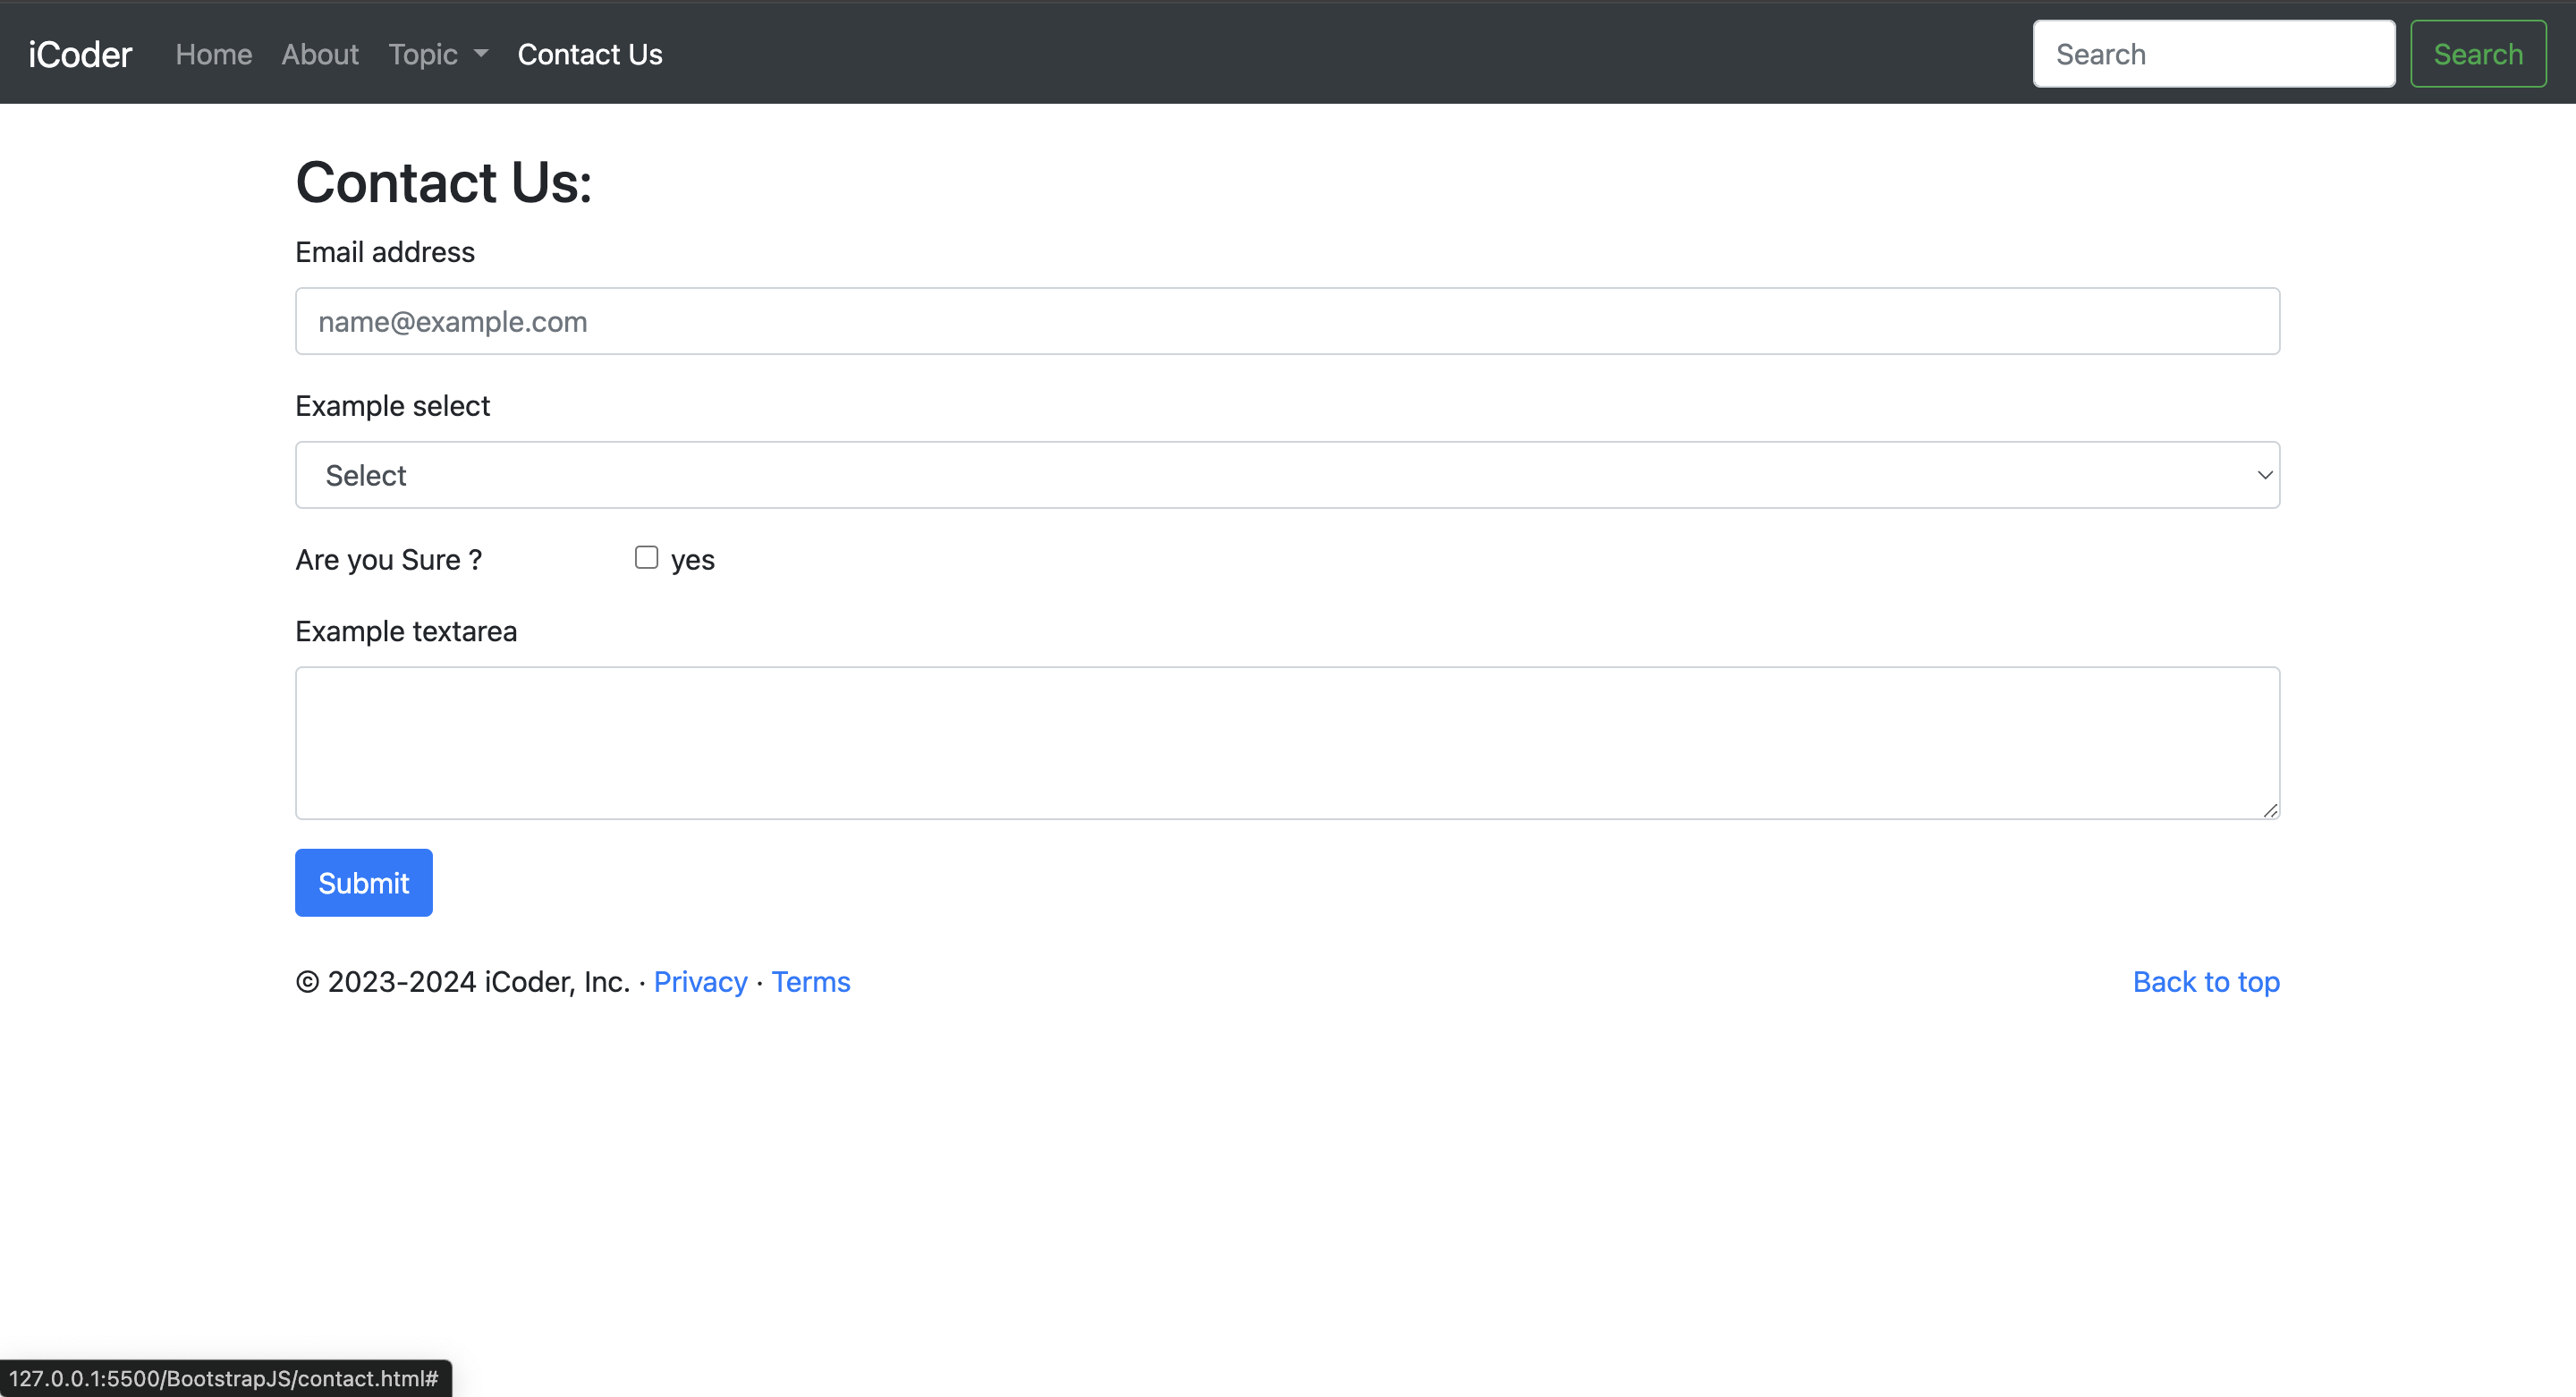 iCoder Home About Topic Contact Us Search Search
Contact Us:
Email address
name@example.com
Example select
Select
Are you Sure ? yes
Example textarea
Submit
© 2023-2024 iCoder, Inc. · Privacy · Terms Back to top
127.0.0.1:5500/BootstrapJS/contact.html#